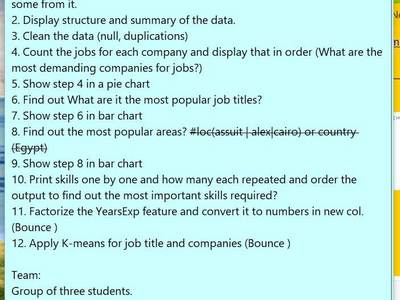 some from it.
2. Display structure and summary of the data.
3. Clean the data (null, duplications)
4. Count the jobs for each company and display that in order (What are the
most demanding companies for jobs?)
5. Show step 4 in a pie chart
6. Find out What are it the most popular job titles?
7. Show step 6 in bar chart
8. Find out the most popular areas? #loc(assuit | alex|cairo) or country
(Egypt)
9. Show step 8 in bar chart
10. Print skills one by one and how many each repeated and order the
output to find out the most important skills required?
11. Factorize the YearsExp feature and convert it to numbers in new col.
(Bounce )
12. Apply K-means for job title and companies (Bounce )
Team:
Group of three students.